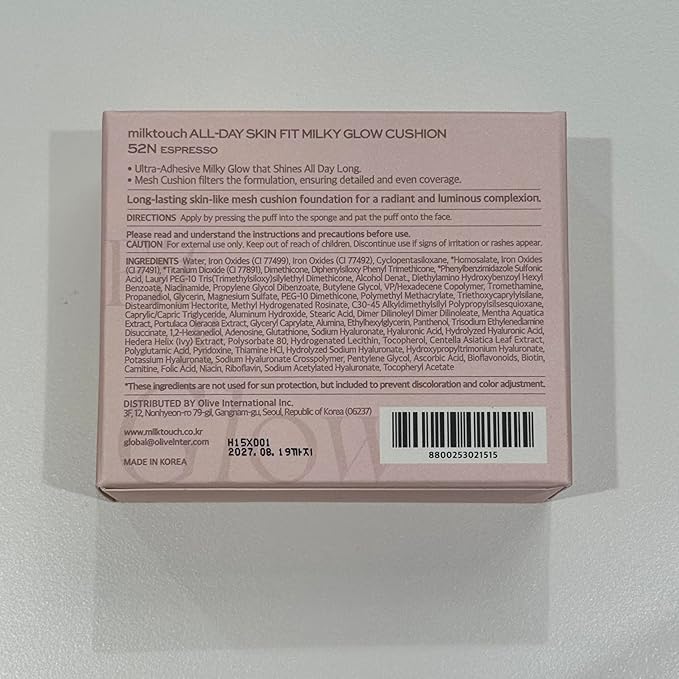 milktouch ALL-DAY SKIN FIT MILKY GLOW CUSHION
52N ESPRESSO
• Ultra-Adhesive Milky Glow that Shines All Day Long.
• Mesh Cushion filters the formulation, ensuring detailed and even coverage.
Long-lasting skin-like mesh cushion foundation for a radiant and luminous complexion.
DIRECTIONS Apply by pressing the puff into the sponge and pat the puff onto the face.
Please read and understand the instructions and precautions before use.
CAUTION For external use only. Keep out of reach of children. Discontinue use if signs of irritation or rashes appear.
INGREDIENTS Water, Iron Oxides (CI 77499), Iron Oxides (CI 77492), Cyclopentasiloxane, *Homosalate, Iron Oxides
(CI 77491), *Titanium Dioxide (CI 77891), Dimethicone, Diphenylsiloxy Phenyl Trimethicone, *Phenylbenzimidazole Sulfonic
Acid, Lauryl PEG-10 Tris(Trimethylsiloxy)silylethyl Dimethicone, Alcohol Denat., Diethylamino Hydroxybenzoyl Hexyl
Benzoate, Niacinamide, Propylene Glycol Dibenzoate, Butylene Glycol, VP/Hexadecene Copolymer, Tromethamine,
Propanediol, Glycerin, Magnesium Sulfate, PEG-10 Dimethicone, Polymethyl Methacrylate, Triethoxycaprylylsilane,
Disteardimonium Hectorite, Methyl Hydrogenated Rosinate, C30-45 Alkyldimethylsilyl Polypropylsilsesquioxane,
Caprylic/Capric Triglyceride, Aluminum Hydroxide, Stearic Acid, Dimer Dilinoleyl Dimer Dilinoleate, Mentha Aquatica
Extract, Portulaca Oleracea Extract, Glyceryl Caprylate, Alumina, Ethylhexylglycerin, Panthenol, Trisodium Ethylenediamine
Disuccinate, 1,2-Hexanediol, Adenosine, Glucose, Sodium Hyaluronate, Hyaluronic Acid, Hydrolyzed Hyaluronic Acid,
Hedera Helix (Ivy) Extract, Polysorbate 80, Hydrogenated Lecithin, Tocopherol, Centella Asiatica Leaf Extract,
Polyglutamic Acid, Pyridoxine, Thiamine HCl, Hydrolyzed Sodium Hyaluronate, Hydroxypropyltrimonium Hyaluronate,
Potassium Hyaluronate, Sodium Hyaluronate Crosspolymer, Pentylene Glycol, Ascorbic Acid, Bioflavonoids, Biotin,
Carnitine, Folic Acid, Niacin, Riboflavin, Sodium Acetylated Hyaluronate, Tocopheryl Acetate
*These ingredients are not used for sun protection, but included to prevent discoloration and color adjustment.
DISTRIBUTED BY Olive International Inc.
3F, 12, Nonhyeon-ro 79-gil, Gangnam-gu, Seoul, Republic of Korea (06237)
www.milktouch.co.kr
global@oliveinter.com
H15X001
2027. 08. 19까지
8800253021515
MADE IN KOREA
Glow